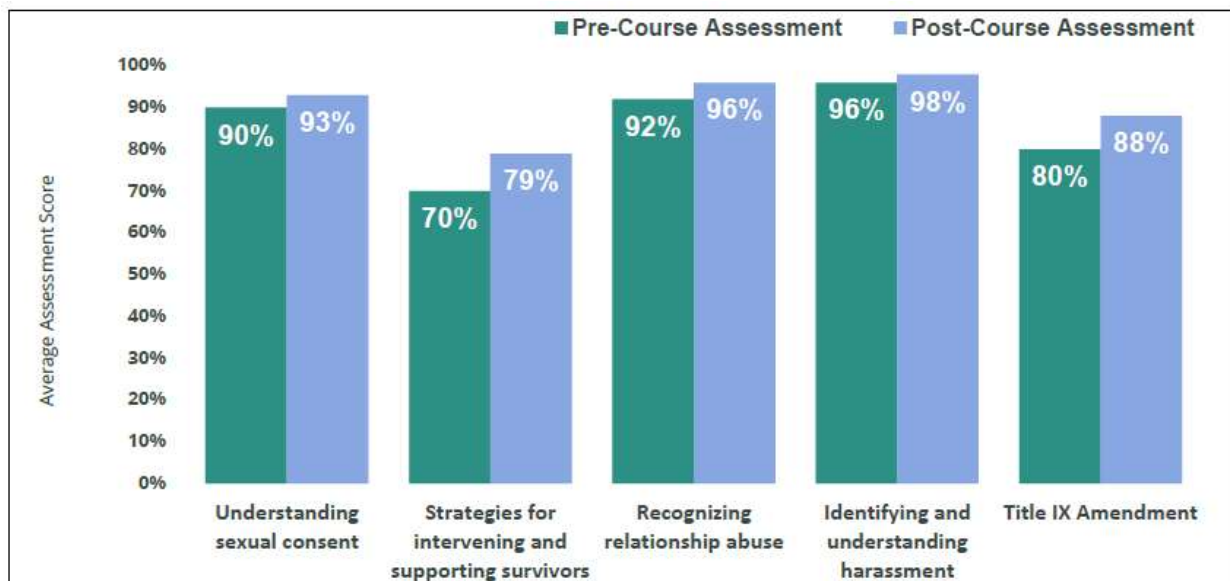 Pre-Course Assessment Post-Course Assessment
100%
90%
80%
70%
60%
50%
40%
30%
20%
10%
0%
Average Assessment Score
90% 93%
70% 79%
92% 96%
96% 98%
80% 88%
Understanding
sexual consent
Strategies for
intervening and
supporting survivors
Recognizing
relationship abuse
Identifying and
understanding
harassment
Title IX Amendment